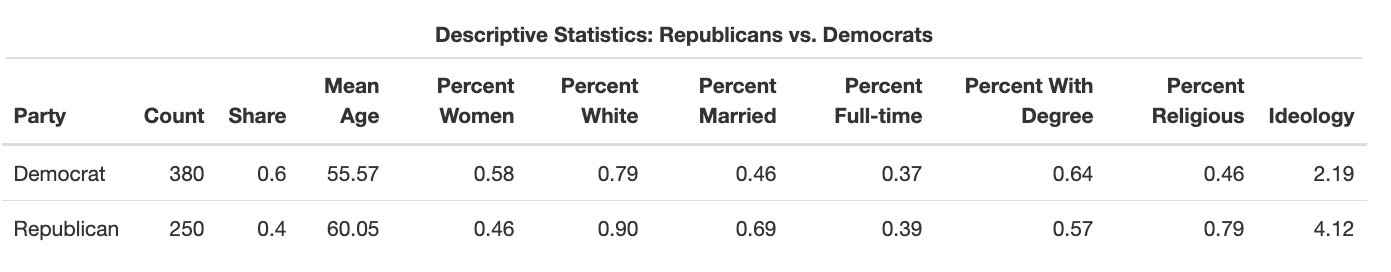 Descriptive Statistics: Republicans vs. Democrats
Mean Percent Percent Percent Percent Percent With Percent
Party Count Share Age Women White Married Full-time Degree Religious Ideology
Democrat 380 0.6 55.57 0.58 0.79 0.46 0.37 0.64 0.46 2.19
Republican 250 0.4 60.05 0.46 0.90 0.69 0.39 0.57 0.79 4.12